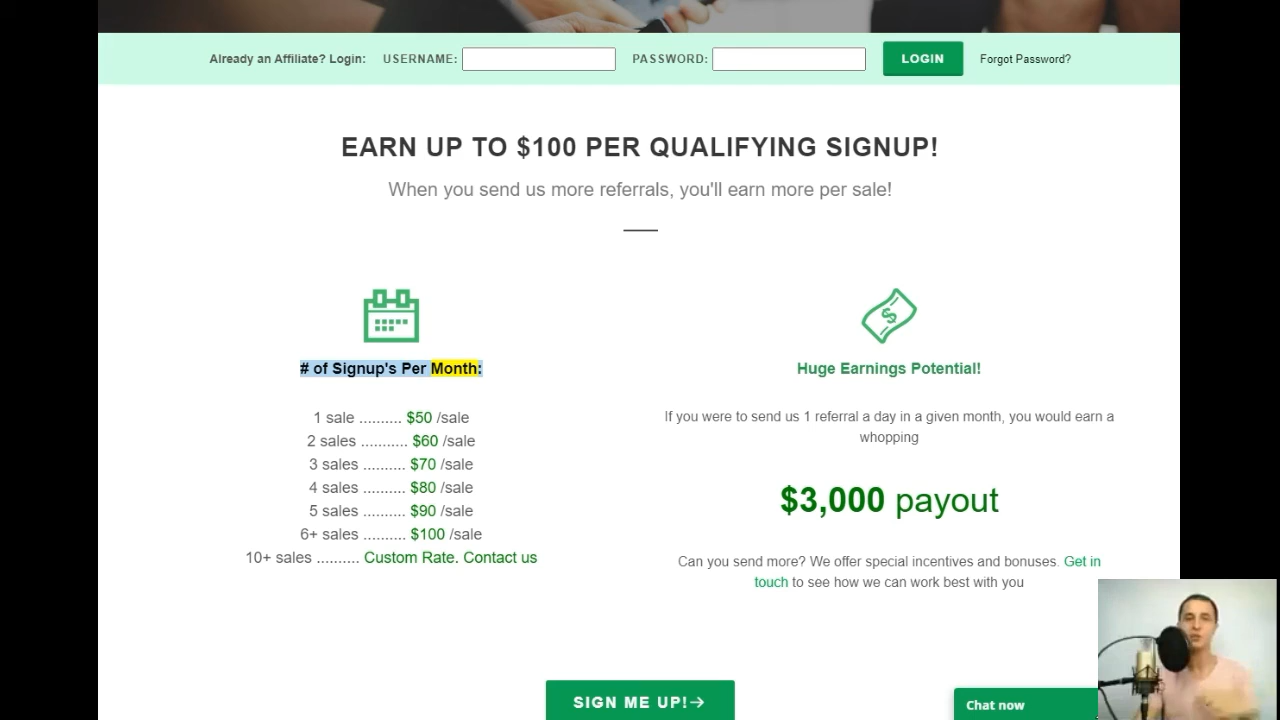 Already an Affiliate? Login: USERNAME: PASSWORD: LOGIN Forgot Password?
EARN UP TO $100 PER QUALIFYING SIGNUP!
When you send us more referrals, you'll earn more per sale!
# of Signup's Per Month:
1 sale .......... $50 /sale
2 sales ........... $60 /sale
3 sales .......... $70 /sale
4 sales .......... $80 /sale
5 sales .......... $90 /sale
6+ sales .......... $100 /sale
10+ sales .......... Custom Rate. Contact us
Huge Earnings Potential!
If you were to send us 1 referral a day in a given month, you would earn a
whopping
$3,000 payout
Can you send more? We offer special incentives and bonuses. Get in
touch to see how we can work best with you
SIGN ME UP!→
Chat now